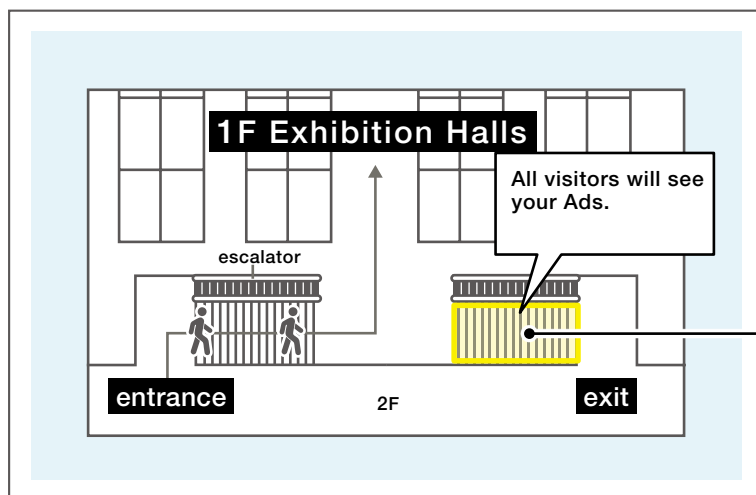 1F Exhibition Halls
All visitors will see
your Ads.
escalator
entrance
2F
exit